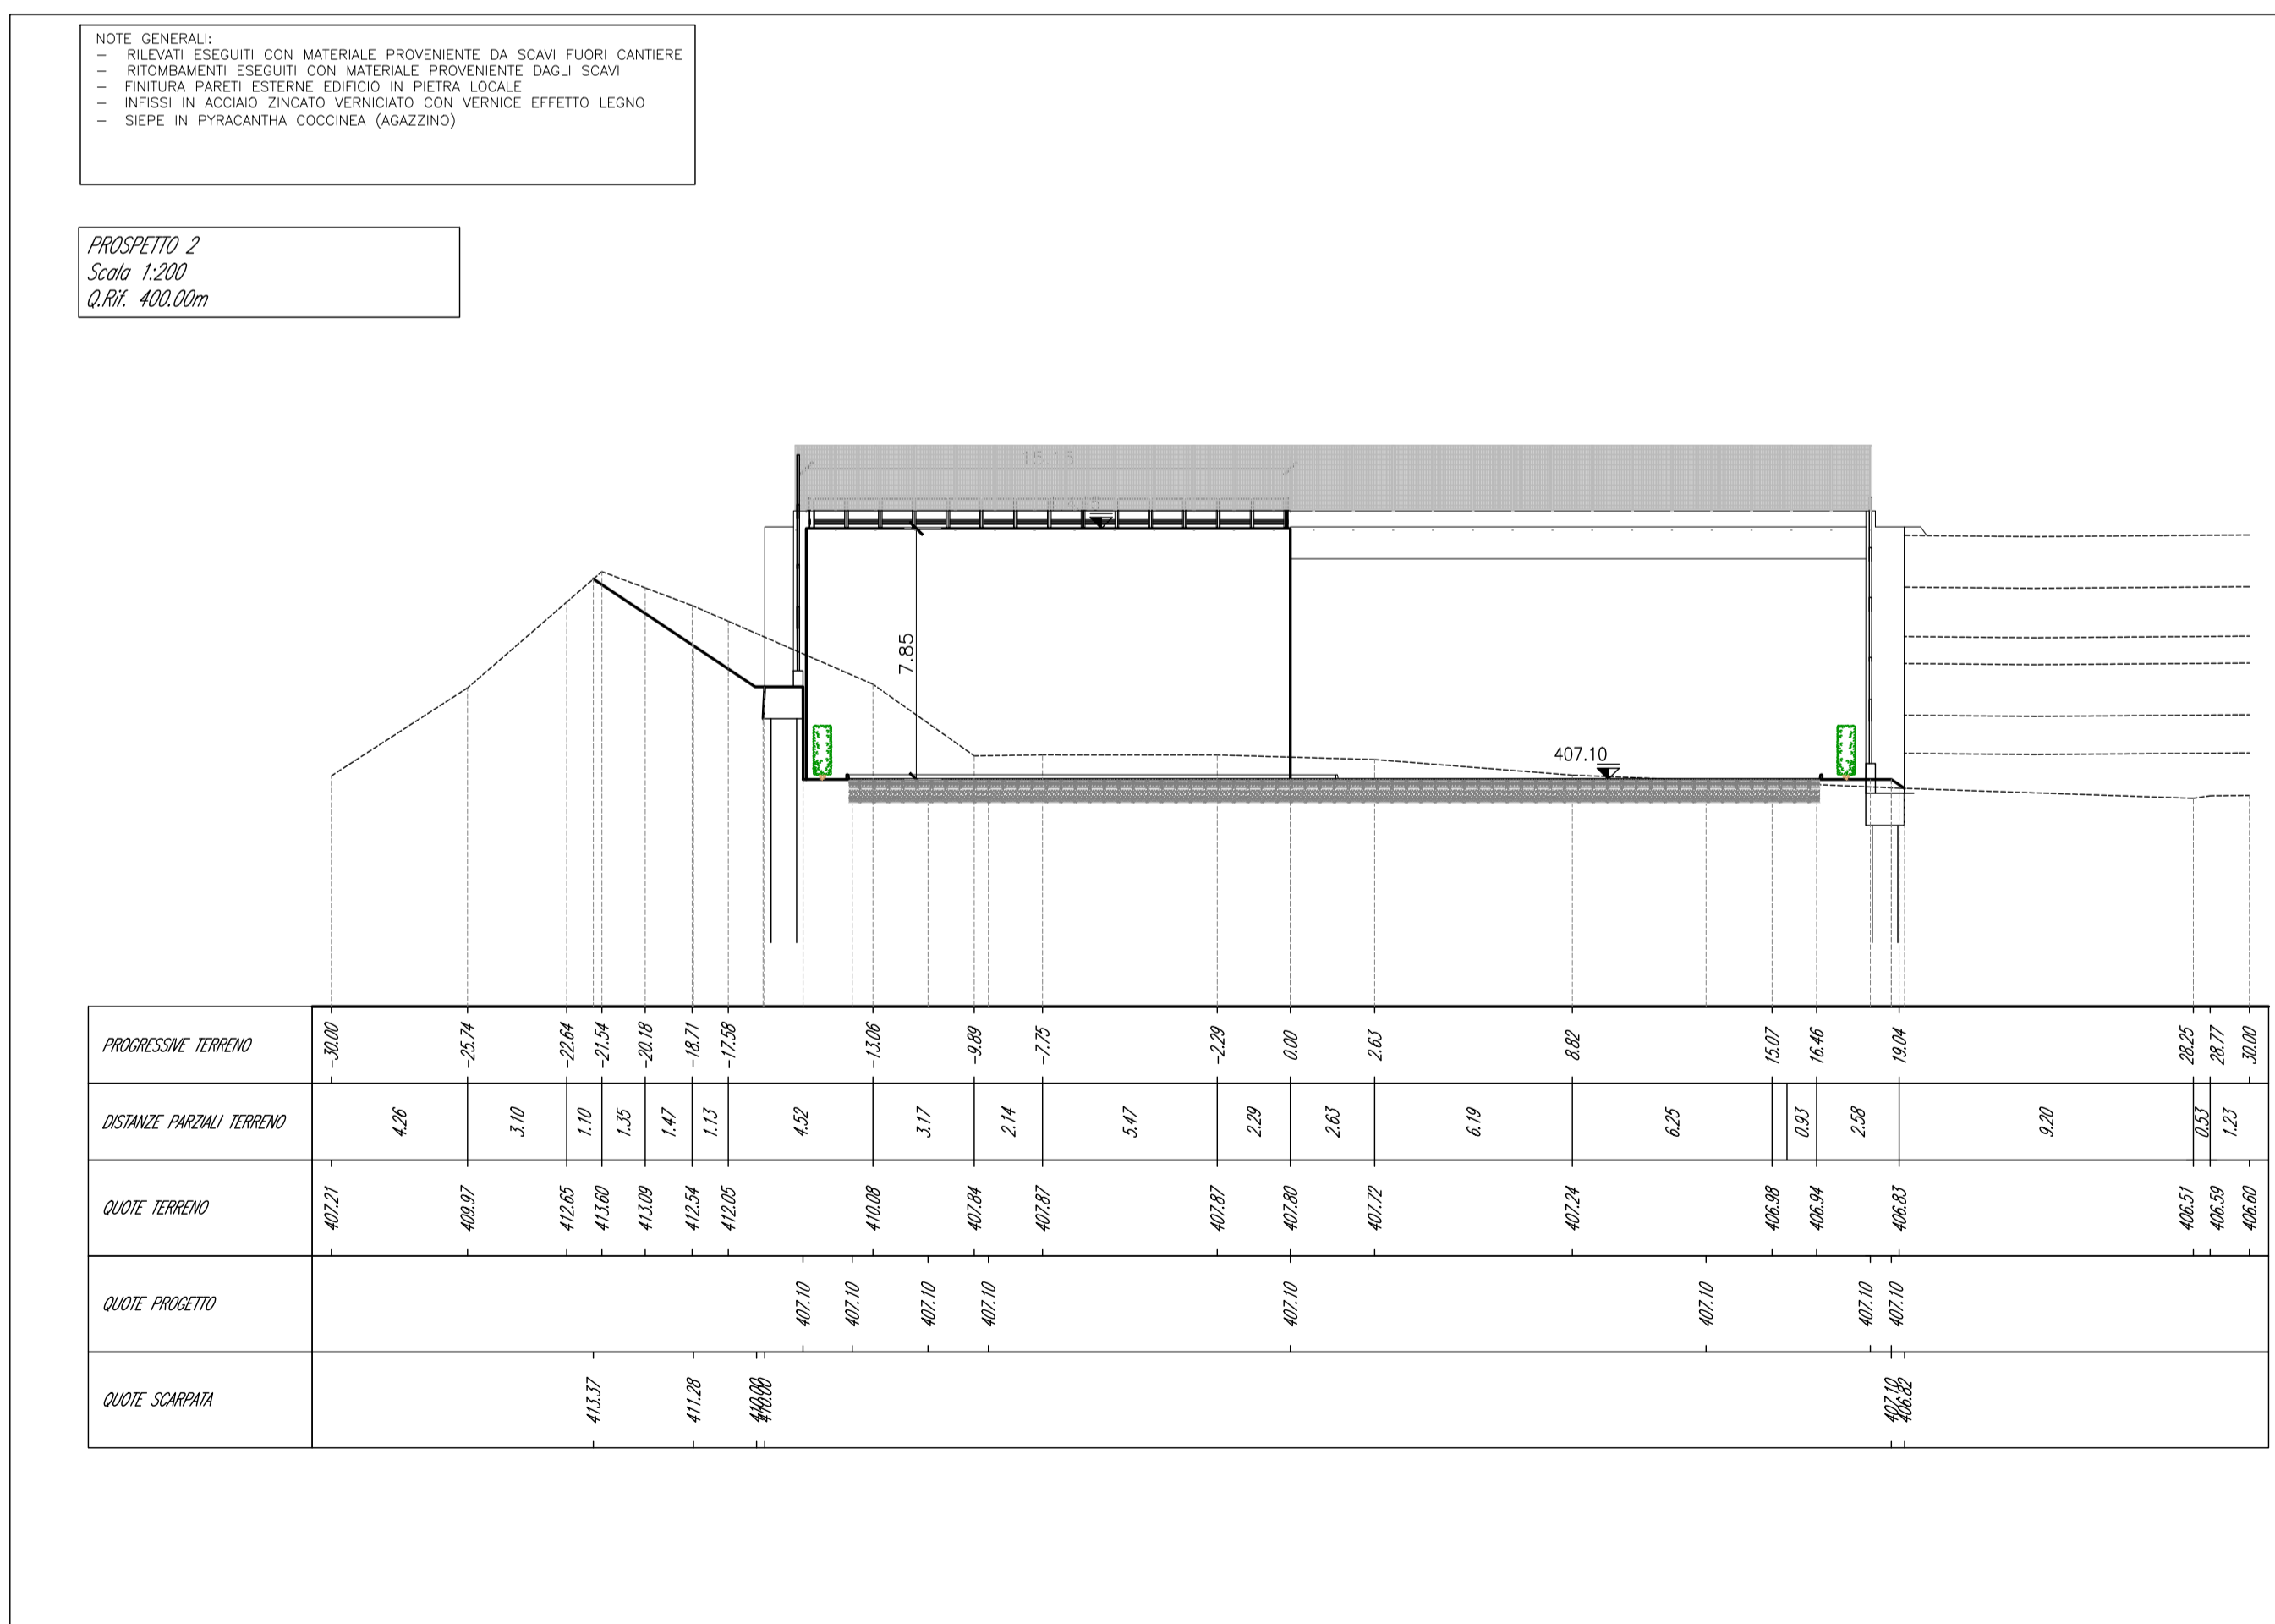 NOTE GENERALI:
- RILEVATI ESEGUITI CON MATERIALE PROVENIENTE DA SCAVI FUORI CANTIERE
- RITOMBAMENTI ESEGUITI CON MATERIALE PROVENIENTE DAGLI SCAVI
- FINITURA PARETI ESTERNE EDIFICIO IN PIETRA LOCALE
- INFISSI IN ACCIAIO ZINCATO VERNICIATO CON VERNICE EFFETTO LEGNO
- SIEPE IN PYRACANTHA COCCINEA (AGAZZINO)
PROSPETTO 2
Scala 1:200
Q.Rif. 400.00m
15.15
7.85
407.10
PROGRESSIVE TERRENO -30.00 -25.74 -22.64 -21.54 -20.18 -18.71 -17.58 -13.06 -9.89 -7.75 -2.29 0.00 2.63 8.82 15.07 16.46 19.04 28.25 28.77 30.00
DISTANZE PARZIALI TERRENO 4.26 3.10 1.10 1.35 1.47 1.13 4.52 3.17 2.14 5.47 2.29 2.63 6.19 6.25 0.93 2.58 9.20 0.53 1.23
QUOTE TERRENO 407.21 409.97 412.65 413.60 413.09 412.54 412.05 410.08 407.84 407.87 407.87 407.80 407.72 407.24 406.98 406.94 406.83 406.51 406.59 406.60
QUOTE PROGETTO 407.10 407.10 407.10 407.10 407.10 407.10 407.10 407.10
QUOTE SCARPATA 413.37 411.28 410.00 410.00 407.10 406.82